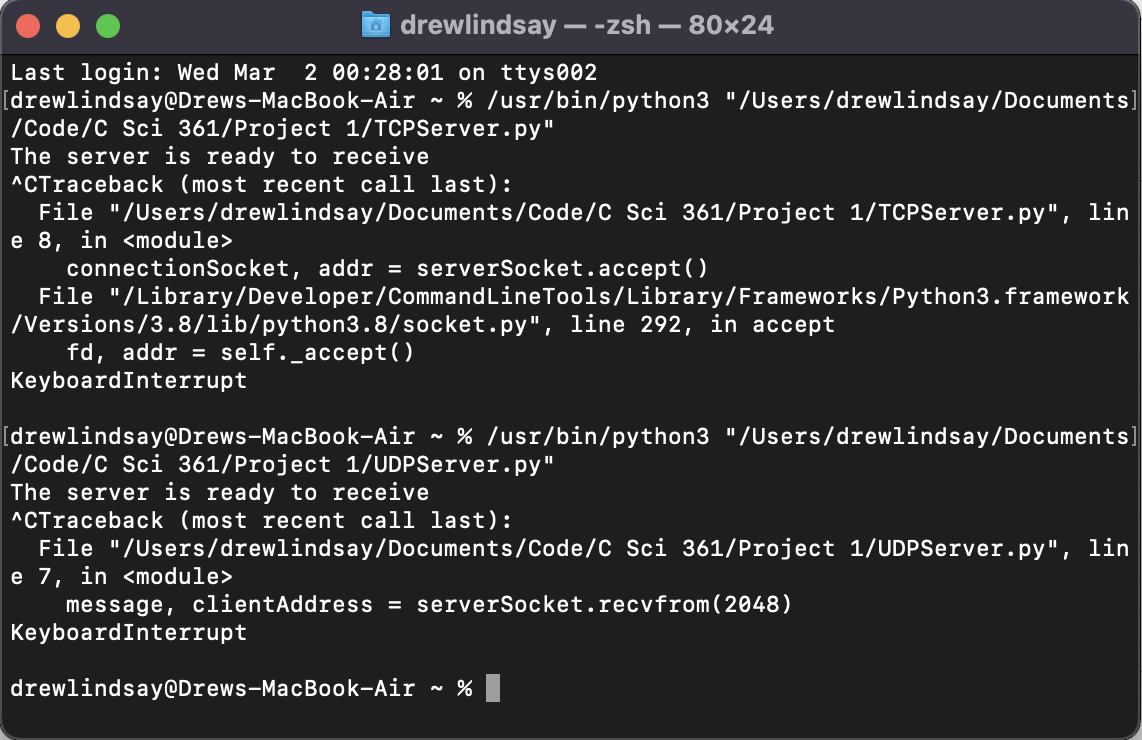 drewlindsay — -zsh — 80×24
Last login: Wed Mar  2 00:28:01 on ttys002
[drewlindsay@Drews-MacBook-Air ~ % /usr/bin/python3 "/Users/drewlindsay/Documents]
/Code/C Sci 361/Project 1/TCPServer.py"
The server is ready to receive
^CTraceback (most recent call last):
  File "/Users/drewlindsay/Documents/Code/C Sci 361/Project 1/TCPServer.py", lin
e 8, in <module>
    connectionSocket, addr = serverSocket.accept()
  File "/Library/Developer/CommandLineTools/Library/Frameworks/Python3.framework
/Versions/3.8/lib/python3.8/socket.py", line 292, in accept
    fd, addr = self._accept()
KeyboardInterrupt

[drewlindsay@Drews-MacBook-Air ~ % /usr/bin/python3 "/Users/drewlindsay/Documents]
/Code/C Sci 361/Project 1/UDPServer.py"
The server is ready to receive
^CTraceback (most recent call last):
  File "/Users/drewlindsay/Documents/Code/C Sci 361/Project 1/UDPServer.py", lin
e 7, in <module>
    message, clientAddress = serverSocket.recvfrom(2048)
KeyboardInterrupt

drewlindsay@Drews-MacBook-Air ~ %